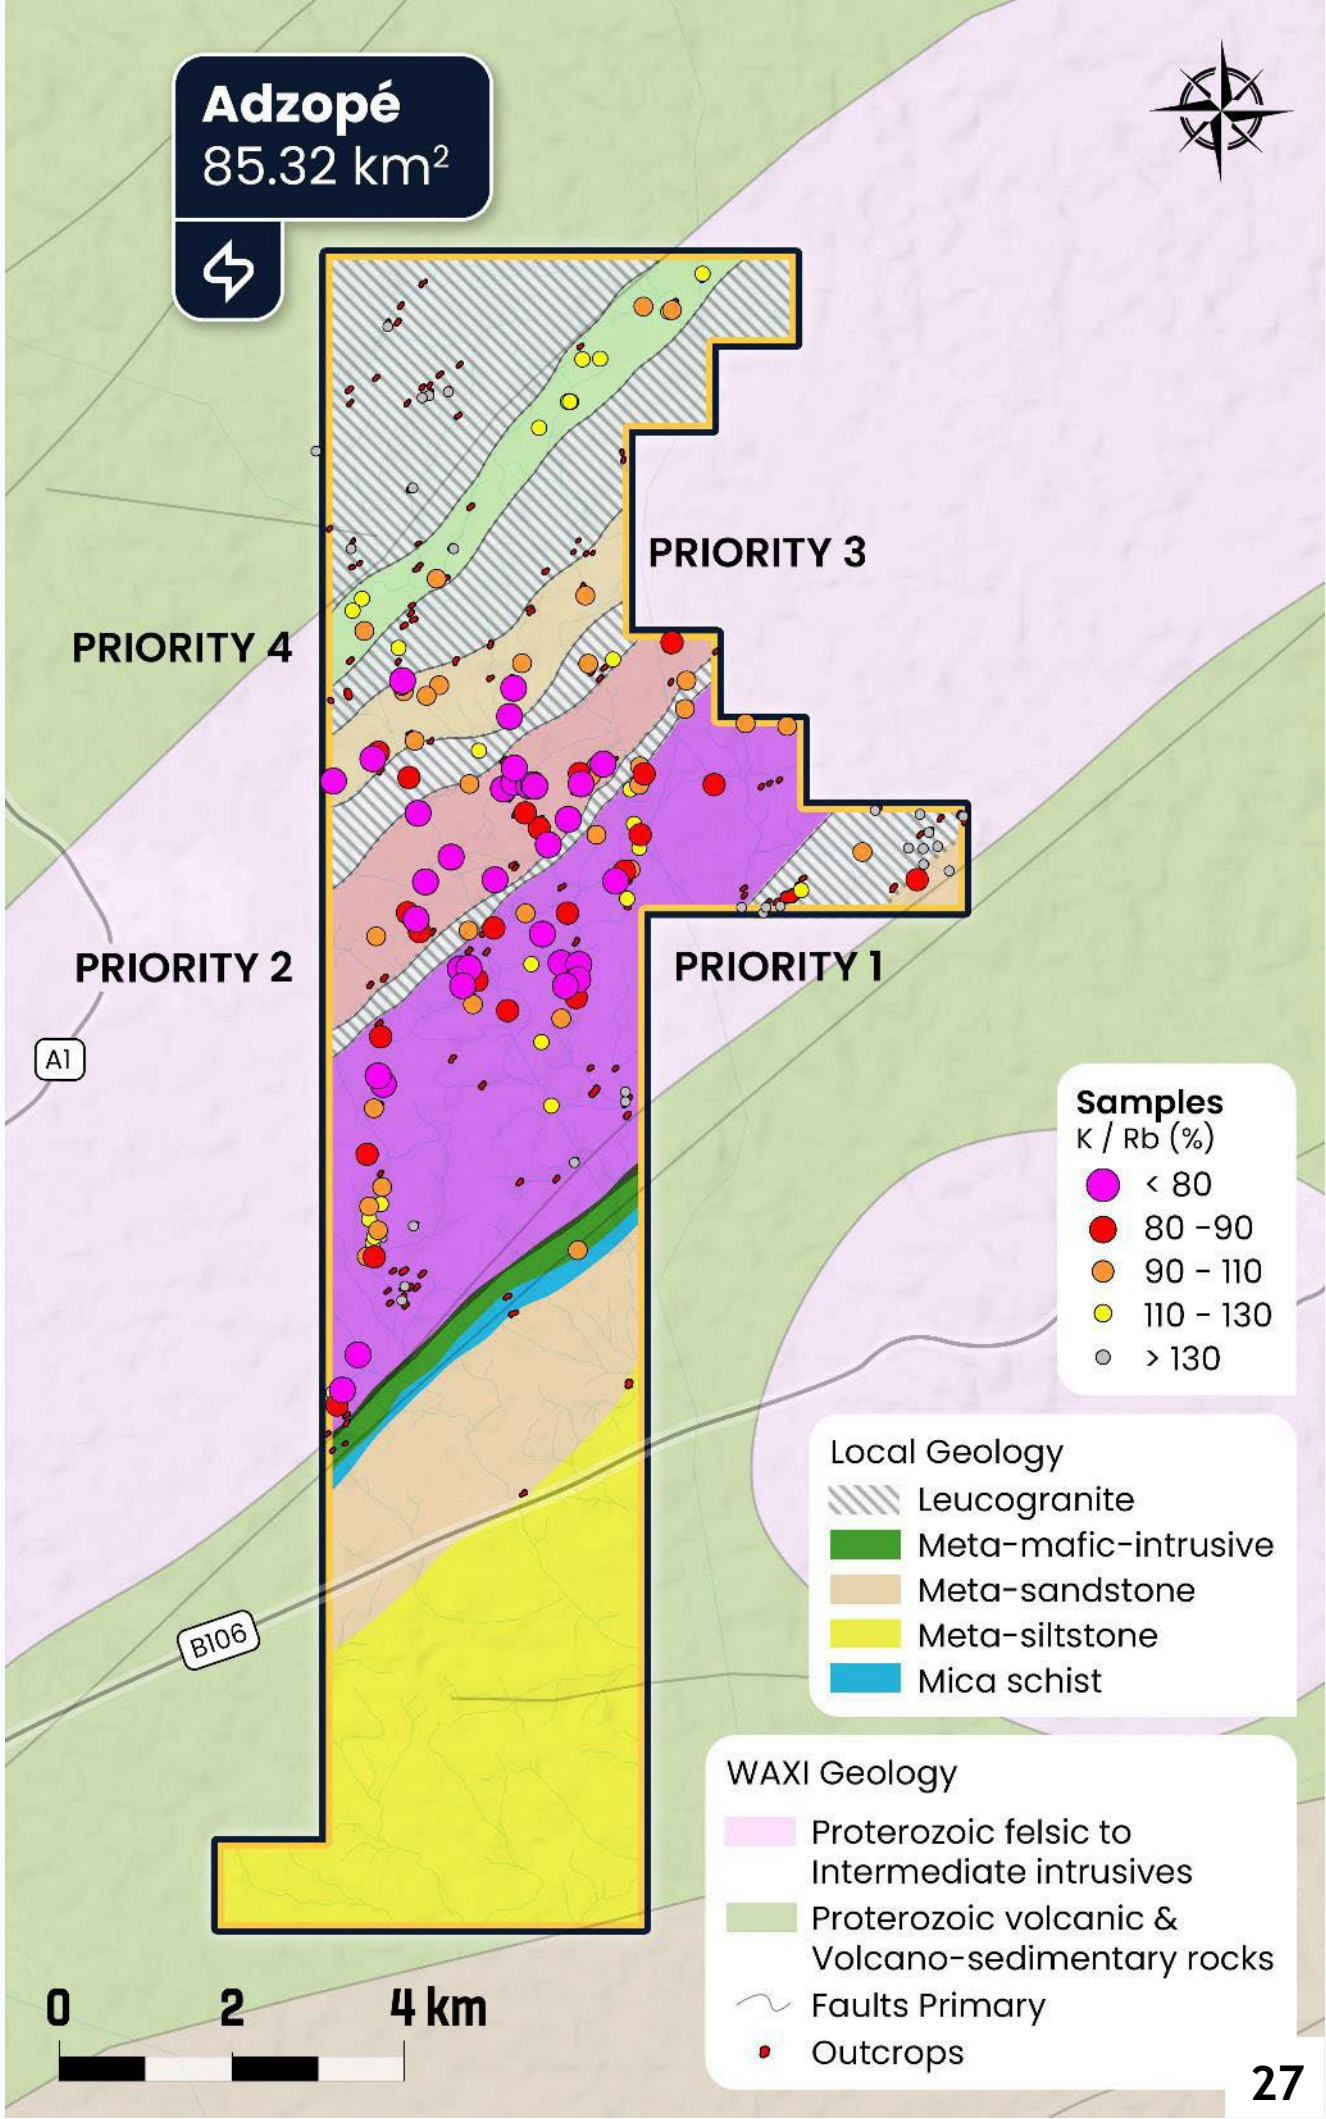 Adzopé
85.32 km²
PRIORITY 3
PRIORITY 4
PRIORITY 2
PRIORITY 1
A1
Samples
K / Rb (%)
< 80
80 -90
90 - 110
110 - 130
> 130
Local Geology
Leucogranite
Meta-mafic-intrusive
Meta-sandstone
Meta-siltstone
Mica schist
B106
WAXI Geology
Proterozoic felsic to
Intermediate intrusives
Proterozoic volcanic &
Volcano-sedimentary rocks
Faults Primary
Outcrops
0 2 4 km
27